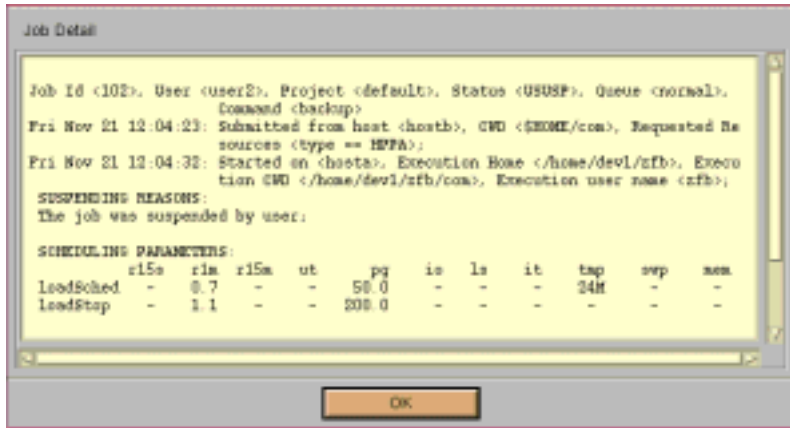 Job Detail
Job Id <102>, User <user2>, Project <default>, Status <USUSP>, Queue <normal>,
Command <backup>
Fri Nov 21 12:04:23: Submitted from host <hostb>, CWD <$HOME/com>, Requested Re
sources <type == HPPA>;
Fri Nov 21 12:04:32: Started on <hosta>, Execution Home </home/dev1/zfb>, Execu
tion CWD </home/dev1/zfb/com>, Execution user name <zfb>;
SUSPENDING REASONS:
The job was suspended by user;
SCHEDULING PARAMETERS:
r15s r1m r15m ut pg io ls it tmp swp mem
loadSched - 0.7 - - 50.0 - - - 24M - -
loadStop - 1.1 - - 200.0 - - - - - -
OK